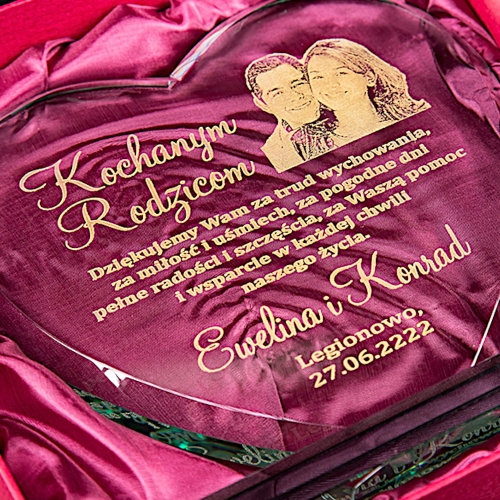 Kochanym
Rodzicom
Dziękujemy Wam za trud wychowania,
za miłość i uśmiech, za pogodne dni
pełne radości i szczęścia, za Waszą pomoc
i wsparcie w każdej chwili
naszego życia.
Ewelina i Konrad
Legionowo,
27.06.2222